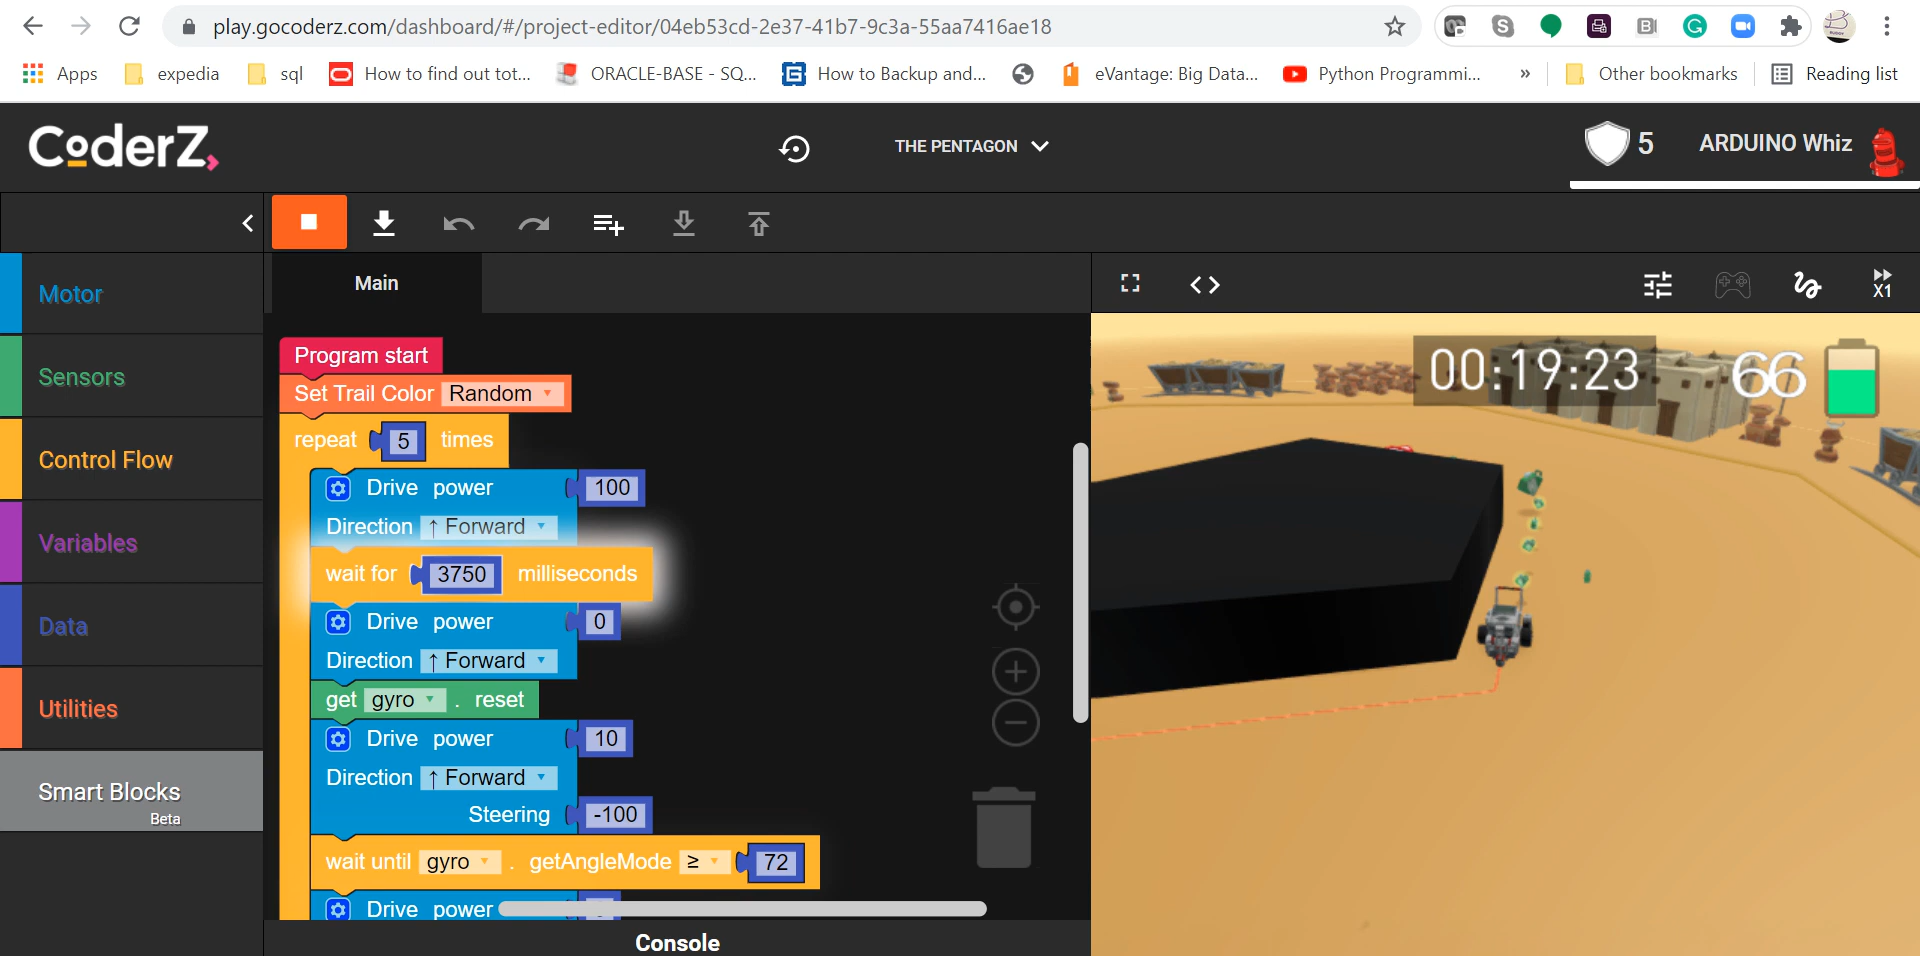 play.gocoderz.com/dashboard/#/project-editor/04eb53cd-2e37-41b7-9c3a-55aa7416ae18
Apps expedia sql How to find out tot... ORACLE-BASE - SQ... How to Backup and... eVantage: Big Data... Python Programmi... » Other bookmarks Reading list
CoderZ
THE PENTAGON
5
ARDUINO Whiz
Main
X1
Motor
Sensors
Control Flow
Variables
Data
Utilities
Smart Blocks
Beta
Program start
Set Trail Color Random
repeat 5 times
Drive power 100
Direction ↑ Forward
wait for 3750 milliseconds
Drive power 0
Direction ↑ Forward
get gyro . reset
Drive power 10
Direction ↑ Forward
Steering -100
wait until gyro . getAngleMode ≥ 72
Drive power
Console
00:19:23
66